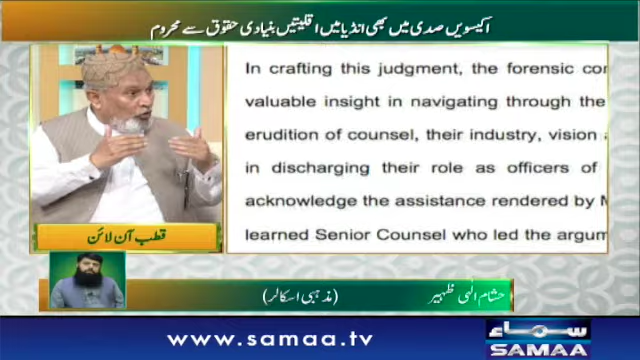 اکیسویں صدی میں بھی انڈیا میں اقلیتیں بنیادی حقوق سے محروم
In crafting this judgment, the forensic
valuable insight in navigating through the
erudition of counsel, their industry, vision
in discharging their role as officers of
acknowledge the assistance rendered by
learned Senior Counsel who led the
قطب آن لائن
حشام الٰہی ظہیر (مذہبی اسکالر)
www.samaa.tv
سماء
SAMAA